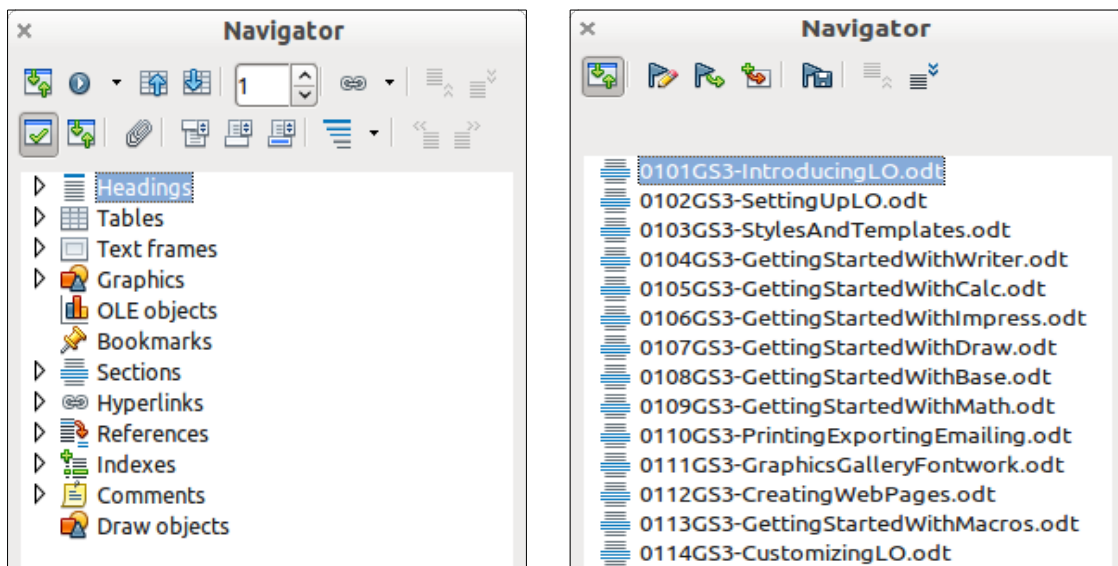 Navigator
1
Headings
Tables
Text frames
Graphics
OLE objects
Bookmarks
Sections
Hyperlinks
References
Indexes
Comments
Draw objects
Navigator
0101GS3-IntroducingLO.odt
0102GS3-SettingUpLO.odt
0103GS3-StylesAndTemplates.odt
0104GS3-GettingStartedWithWriter.odt
0105GS3-GettingStartedWithCalc.odt
0106GS3-GettingStartedWithImpress.odt
0107GS3-GettingStartedWithDraw.odt
0108GS3-GettingStartedWithBase.odt
0109GS3-GettingStartedWithMath.odt
0110GS3-PrintingExportingEmailing.odt
0111GS3-GraphicsGalleryFontwork.odt
0112GS3-CreatingWebPages.odt
0113GS3-GettingStartedWithMacros.odt
0114GS3-CustomizingLO.odt